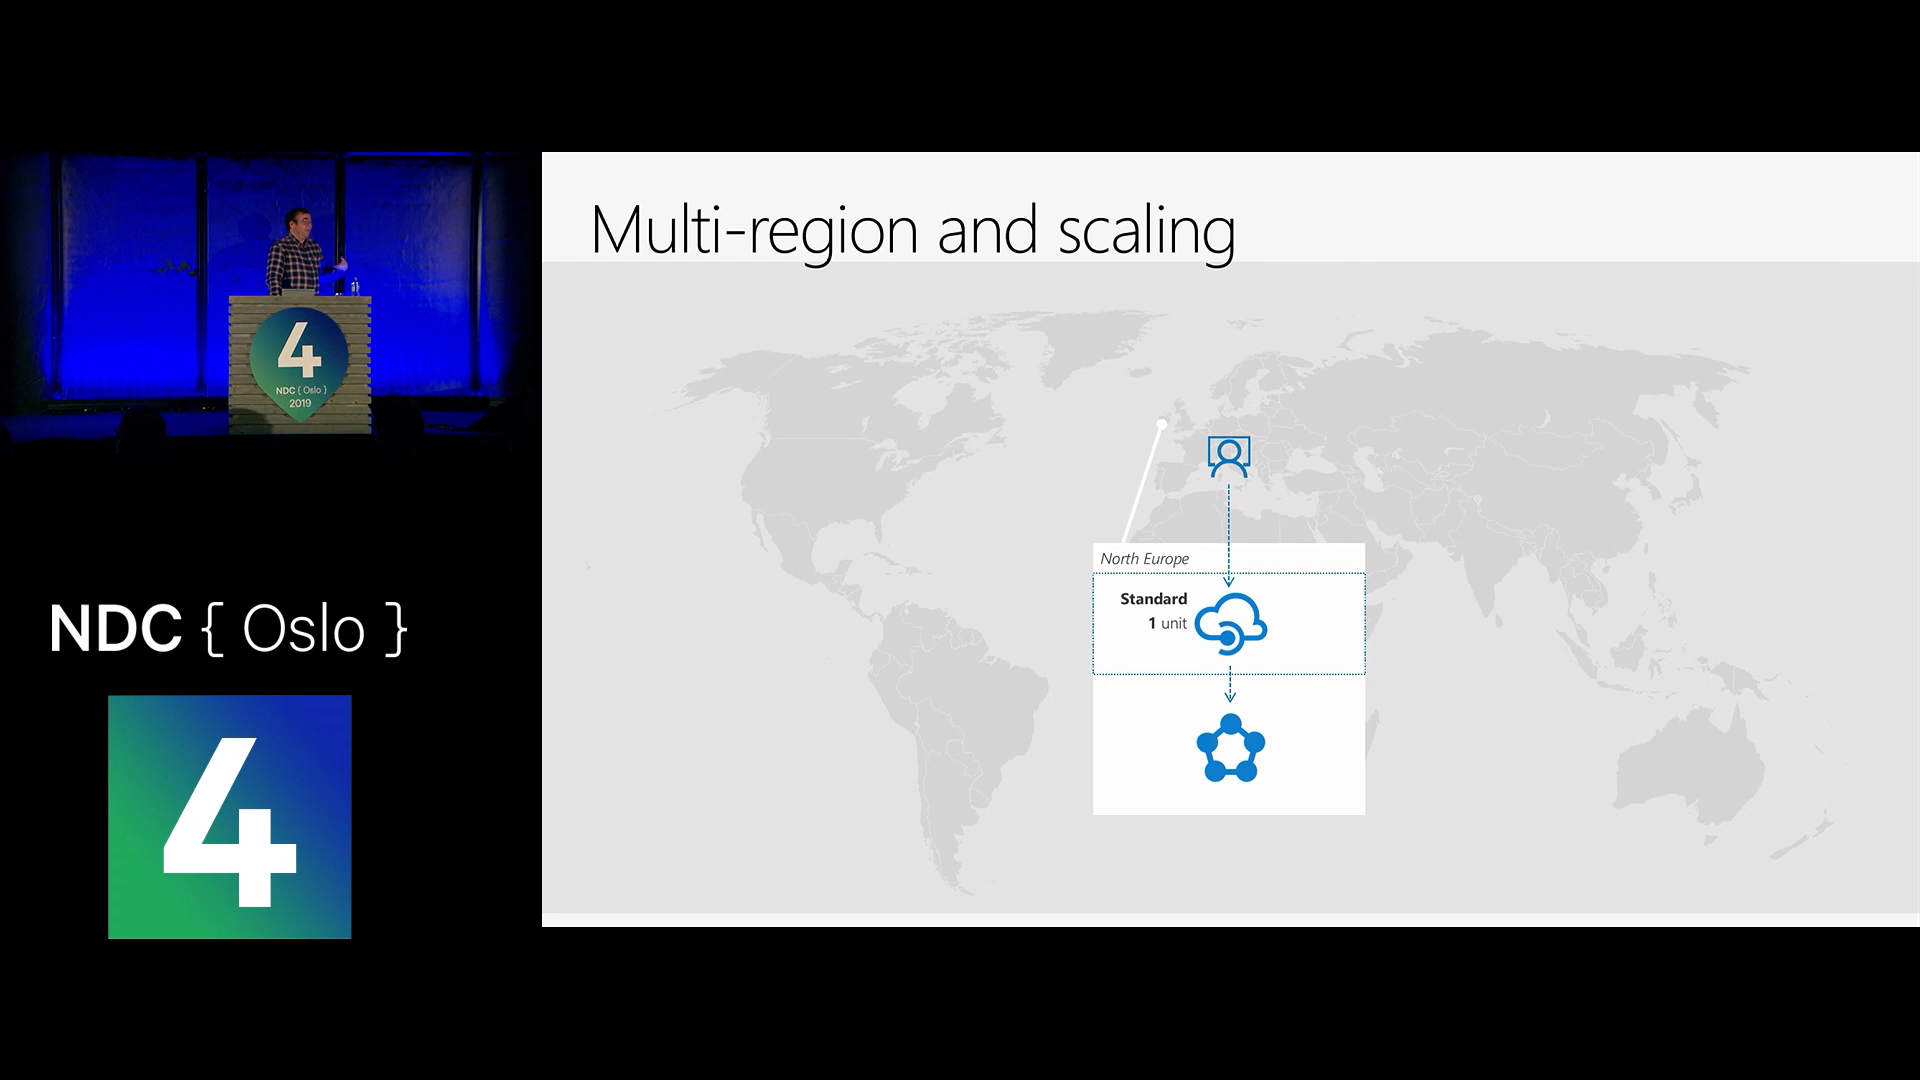 Multi-region and scaling
North Europe
Standard
1 unit
4
NDC { Oslo }
2019
NDC { Oslo }
4